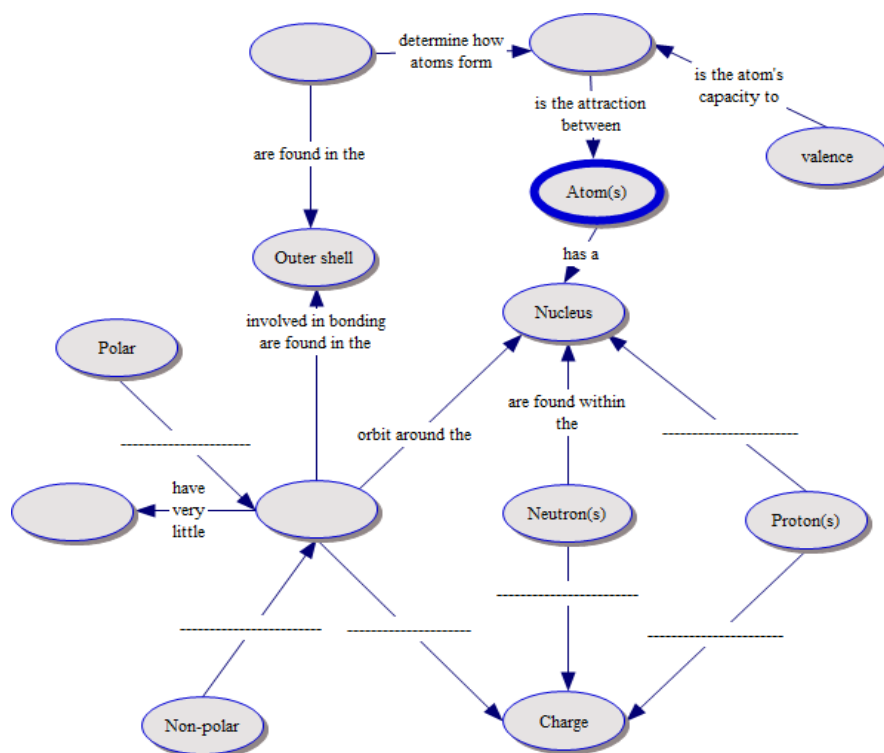 determine how
atoms form
is the atom's
capacity to
is the attraction
between
valence
are found in the
Atom(s)
has a
Outer shell
involved in bonding
are found in the
Nucleus
Polar
are found within
the
orbit around the
----------------------
-----------------------
have
very
little
Neutron(s)
Proton(s)
------------------------
------------------------
---------------------
-----------------------
Non-polar
Charge